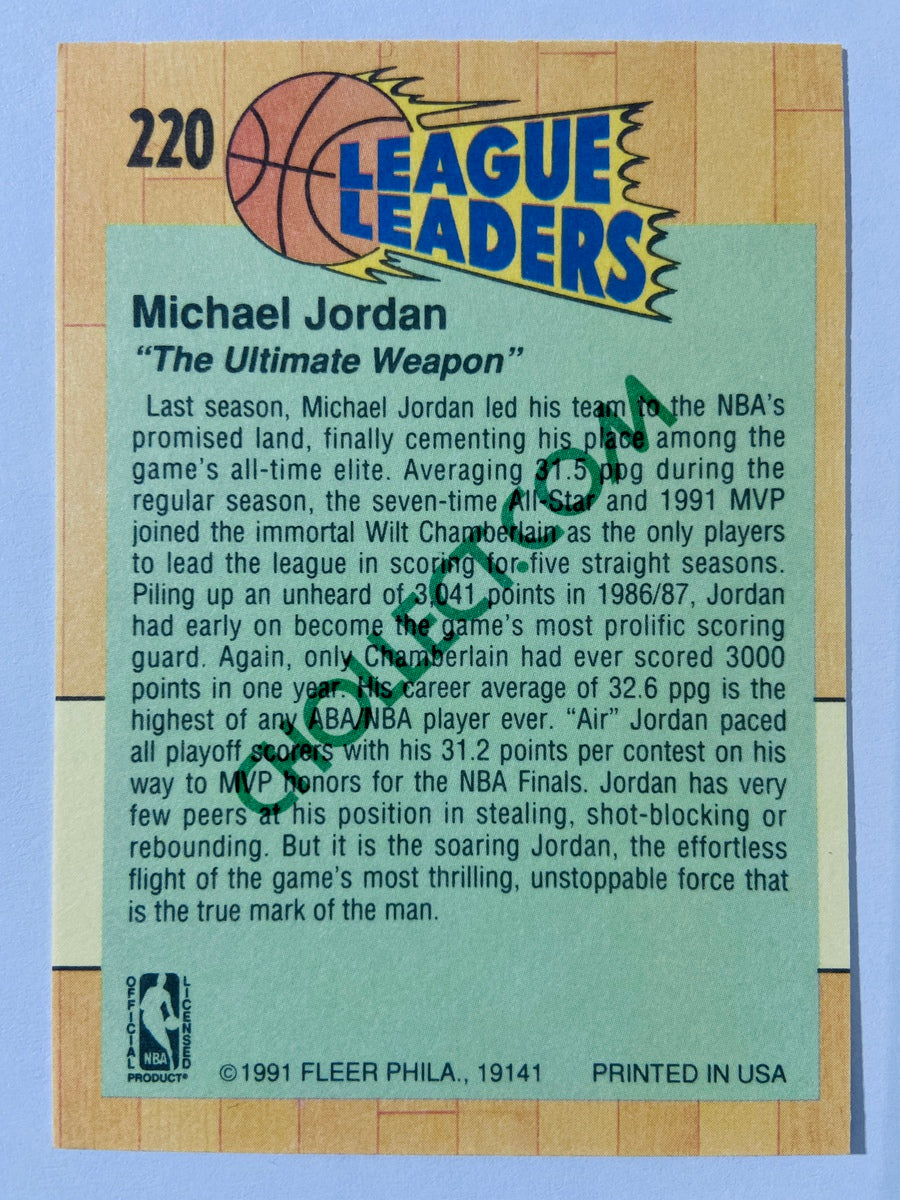 220
LEAGUE
LEADERS
Michael Jordan
“The Ultimate Weapon”
Last season, Michael Jordan led his team to the NBA’s
promised land, finally cementing his place among the
game’s all-time elite. Averaging 31.5 ppg during the
regular season, the seven-time All-Star and 1991 MVP
joined the immortal Wilt Chamberlain as the only players
to lead the league in scoring for five straight seasons.
Piling up an unheard of 3,041 points in 1986/87, Jordan
had early on become the game’s most prolific scoring
guard. Again, only Chamberlain had ever scored 3000
points in one year. His career average of 32.6 ppg is the
highest of any ABA/NBA player ever. “Air” Jordan paced
all playoff scorers with his 31.2 points per contest on his
way to MVP honors for the NBA Finals. Jordan has very
few peers at his position in stealing, shot-blocking or
rebounding. But it is the soaring Jordan, the effortless
flight of the game’s most thrilling, unstoppable force that
is the true mark of the man.
CHOLLECT.COM
OFFICIAL
LICENSED
NBA
PRODUCT®
©1991 FLEER PHILA., 19141
PRINTED IN USA